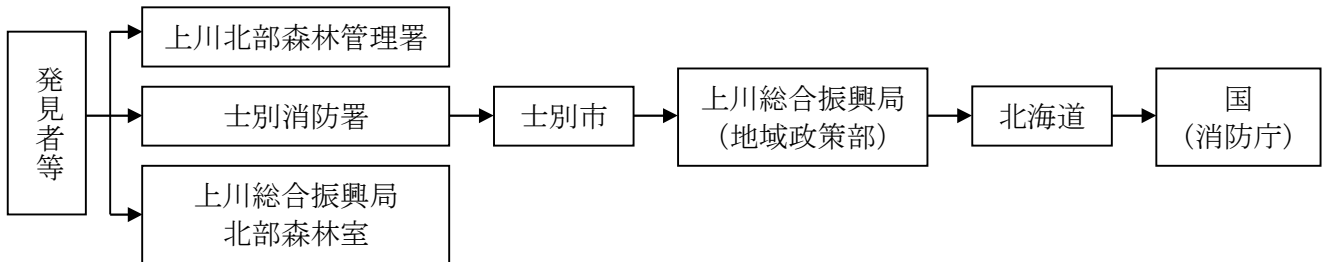 発見者等
上川北部森林管理署
士別消防署
上川総合振興局
北部森林室
士別市
上川総合振興局
（地域政策部）
北海道
国
（消防庁）